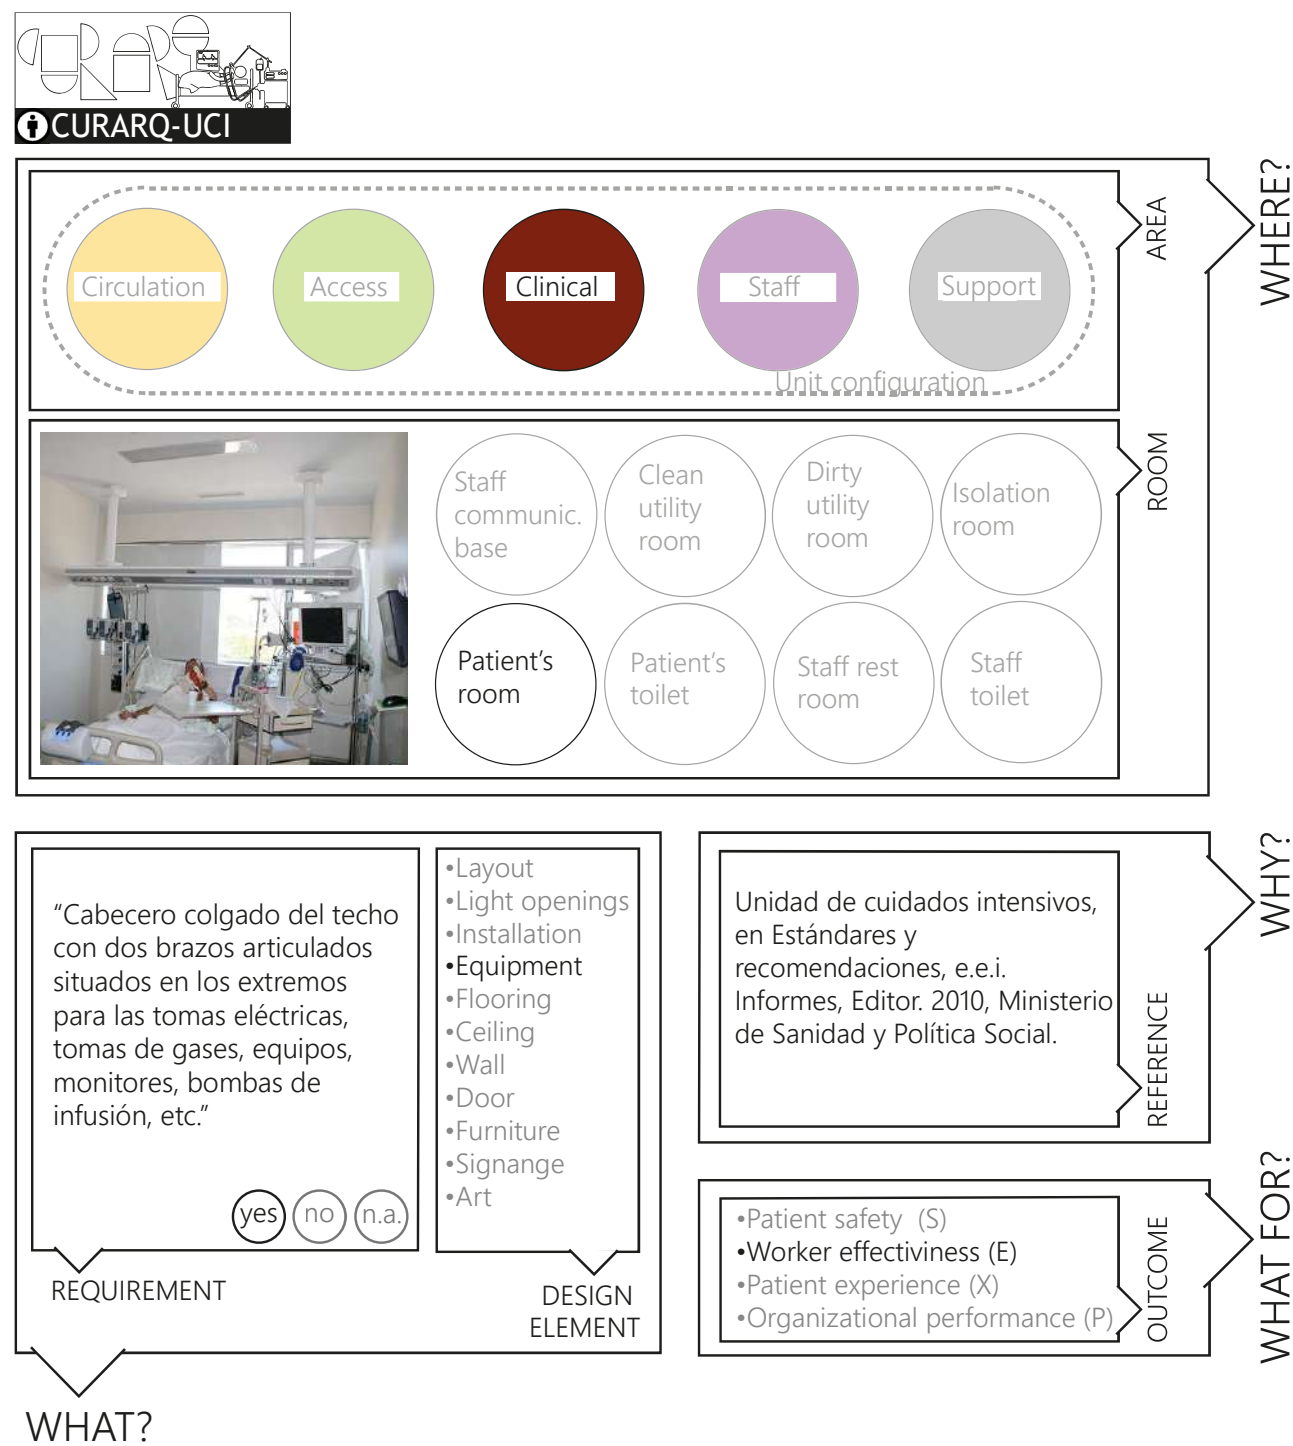 CURARQ-UCI
WHERE?
AREA
Circulation
Access
Clinical
Staff
Support
Unit configuration
ROOM
Staff
communic.
base
Clean
utility
room
Dirty
utility
room
Isolation
room
Patient’s
room
Patient’s
toilet
Staff rest
room
Staff
toilet
“Cabecero colgado del techo
con dos brazos articulados
situados en los extremos
para las tomas eléctricas,
tomas de gases, equipos,
monitores, bombas de
infusión, etc.”
yes
no
n.a.
REQUIREMENT
•Layout
•Light openings
•Installation
•Equipment
•Flooring
•Ceiling
•Wall
•Door
•Furniture
•Signange
•Art
DESIGN
ELEMENT
WHAT?
WHY?
Unidad de cuidados intensivos,
en Estándares y
recomendaciones, e.e.i.
Informes, Editor. 2010, Ministerio
de Sanidad y Política Social.
REFERENCE
WHAT FOR?
•Patient safety (S)
•Worker effectiviness (E)
•Patient experience (X)
•Organizational performance (P)
OUTCOME